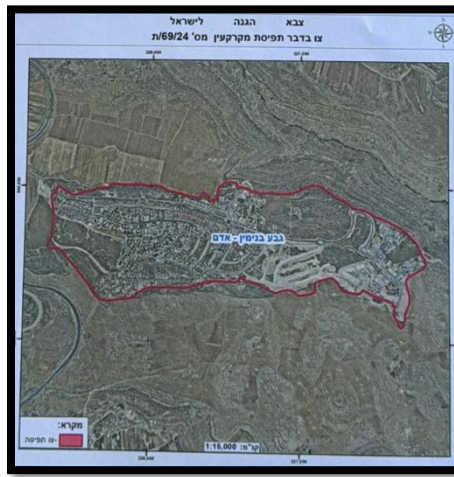 צבא הגנה לישראל
צו בדבר תפיסת מקרקעין מס' 69/24/ת
גבע בנימין - אדם
מקרא:
צו תפיסה-
קנ"מ: 1:15,000